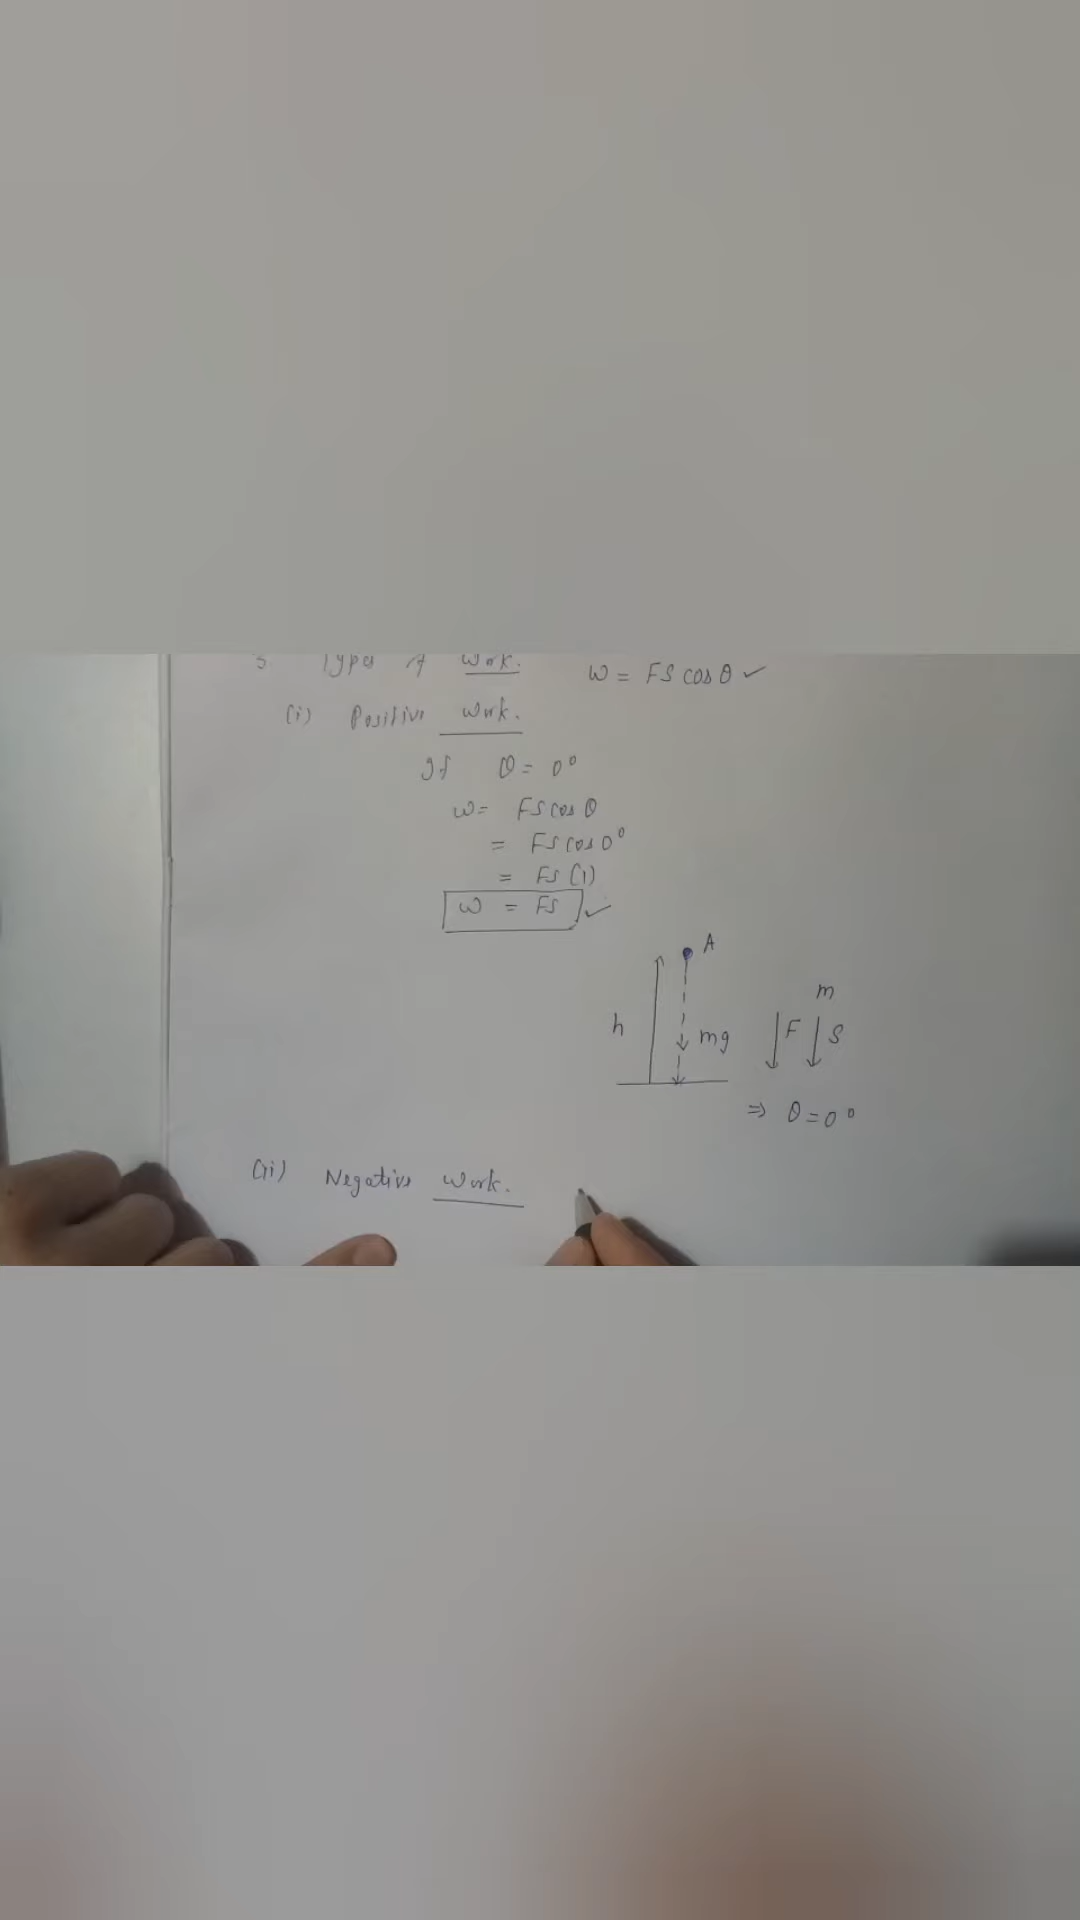 Types of Work.
W = FS cos θ ✓
(i) Positive Work.
If θ = 0°
W = FS cos θ
= FS cos 0°
= FS (1)
W = FS ✓
A
h
mg
m
F
S
⇒ θ = 0°
(ii) Negative Work.